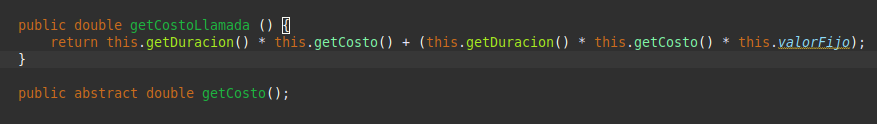 public double getCostoLlamada () {
return this.getDuracion() * this.getCosto() + (this.getDuracion() * this.getCosto() * this.valorFijo);
}
public abstract double getCosto();